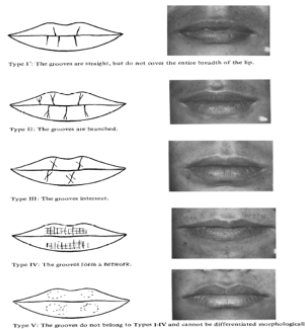 Type I': The grooves are straight, but do not cover the entire breadth of the lip.
Type II: The grooves are branched.
Type III: The grooves intersect.
Type IV: The grooves form a network.
Type V: The grooves do not belong to Types I-IV and cannot be differentiated morphologically